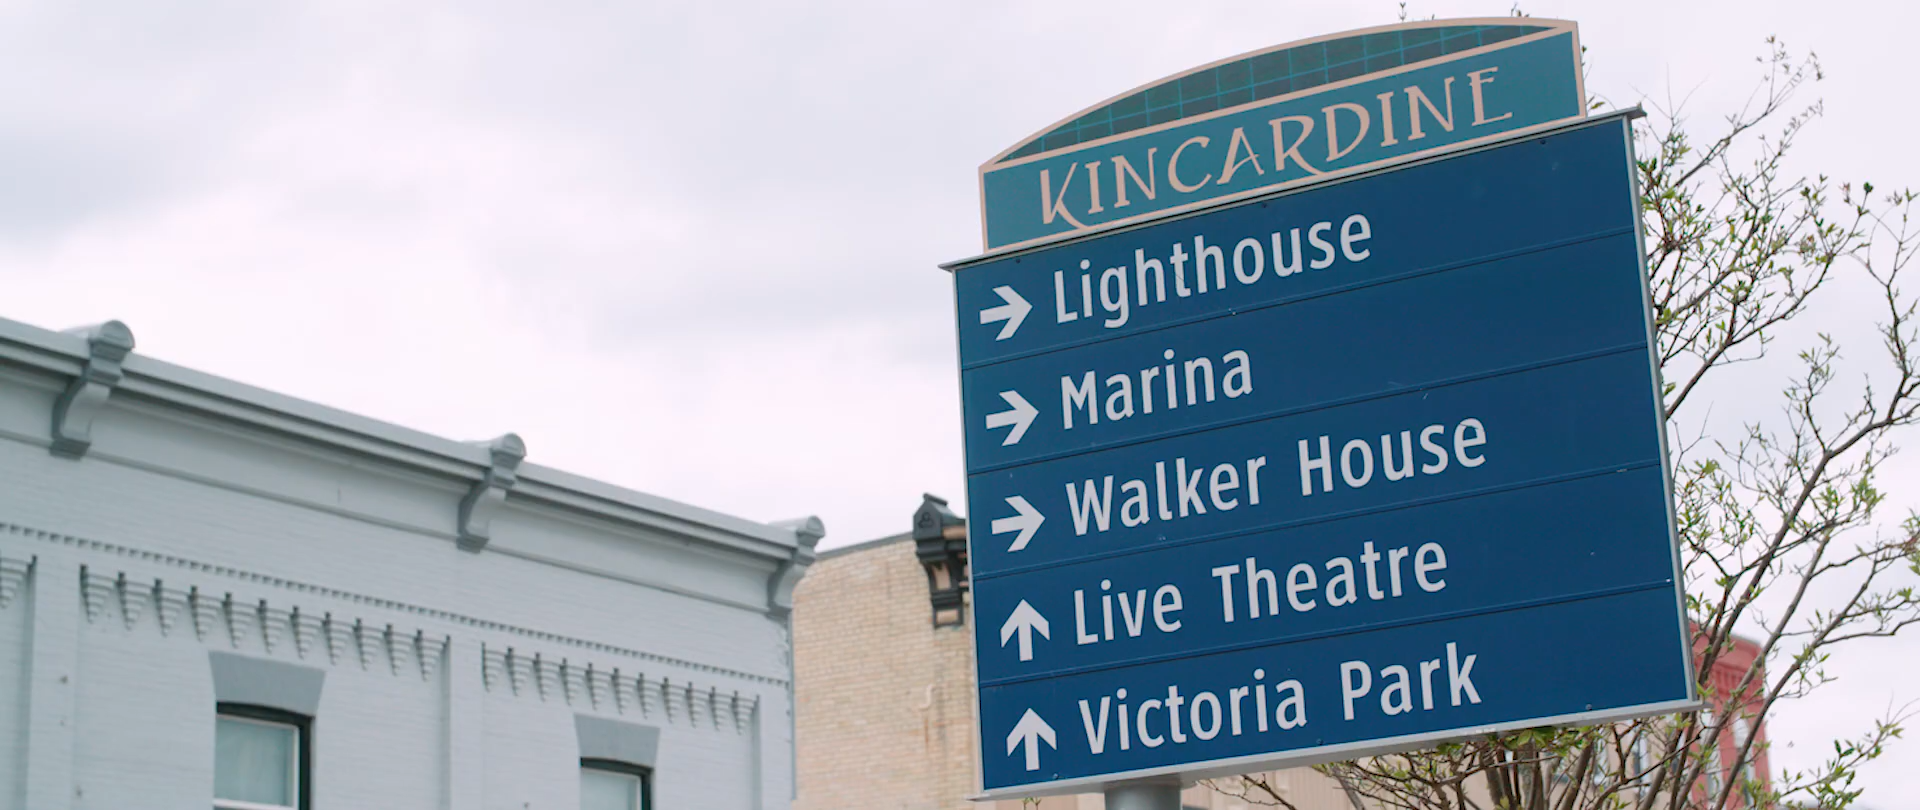 KINCARDINE
→ Lighthouse
→ Marina
→ Walker House
↑ Live Theatre
↑ Victoria Park